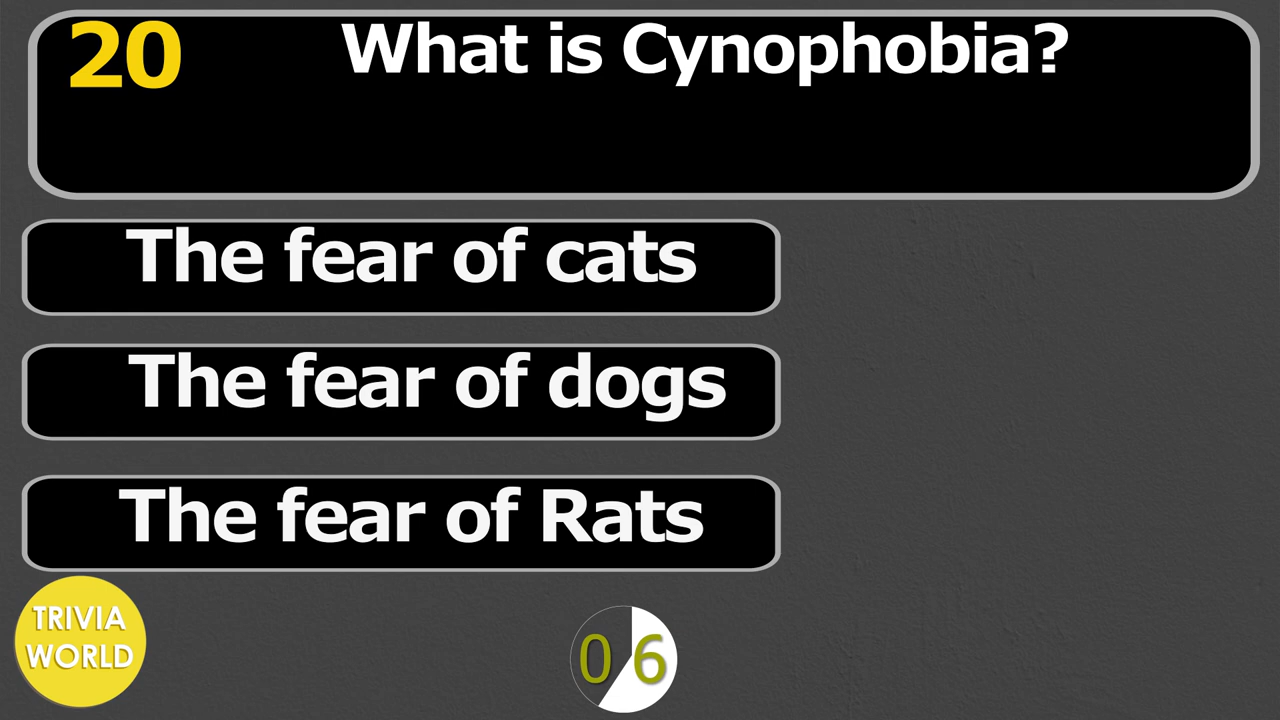 20 What is Cynophobia?
The fear of cats
The fear of dogs
The fear of Rats
TRIVIA
WORLD
06